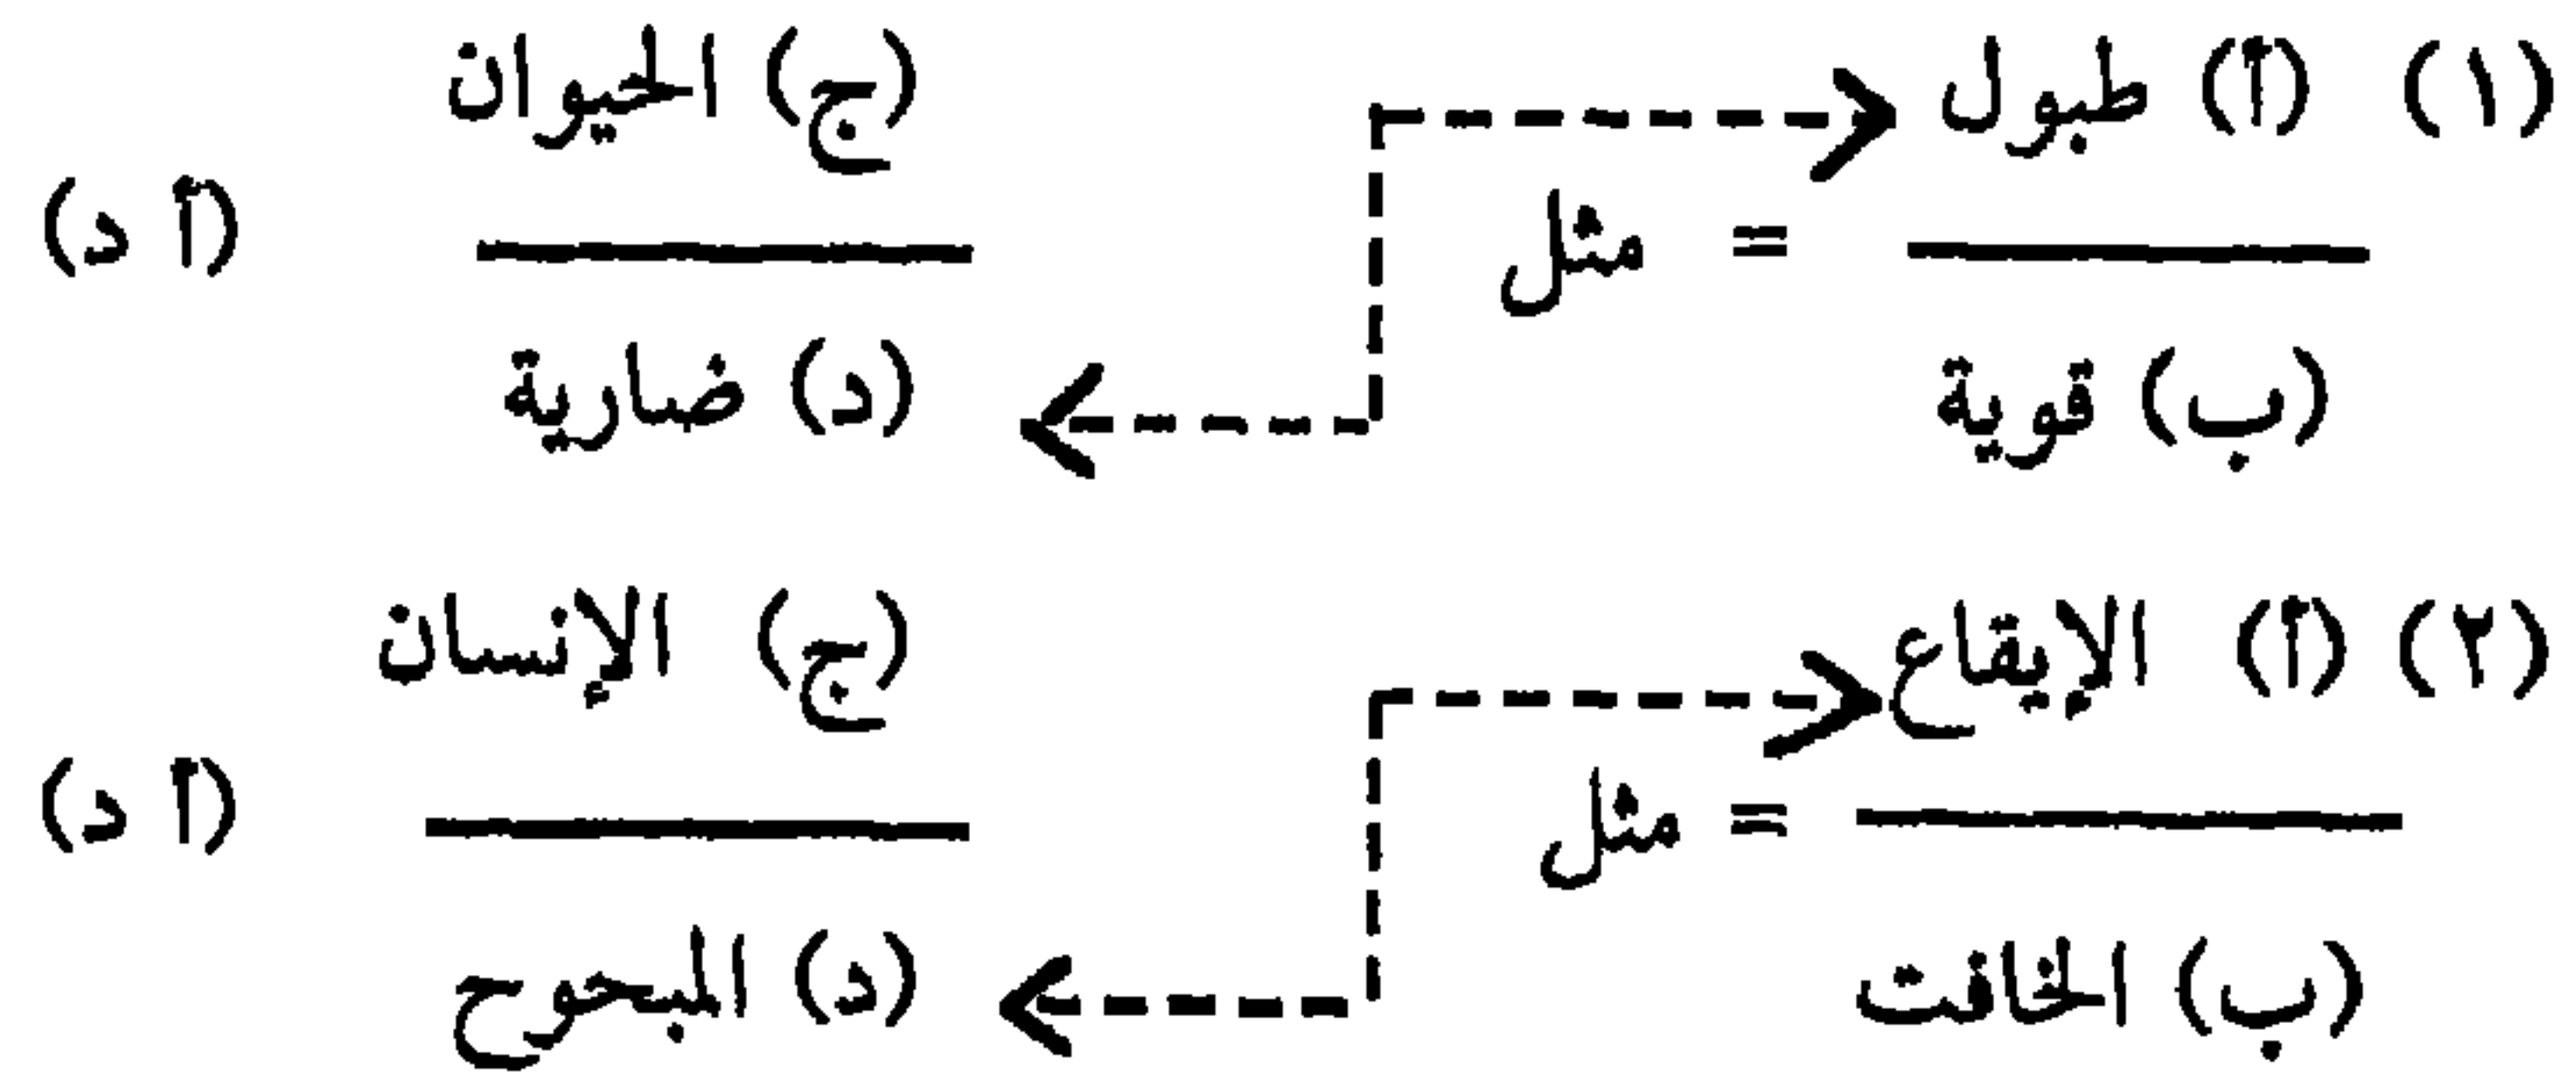 (١) (أ) طبول (ج) الحيوان
= مثل (أ د)
(ب) قوية (د) ضارية
(٢) (أ) الإيقاع (ج) الإنسان
= مثل (أ د)
(ب) الخافت (د) المبحوح